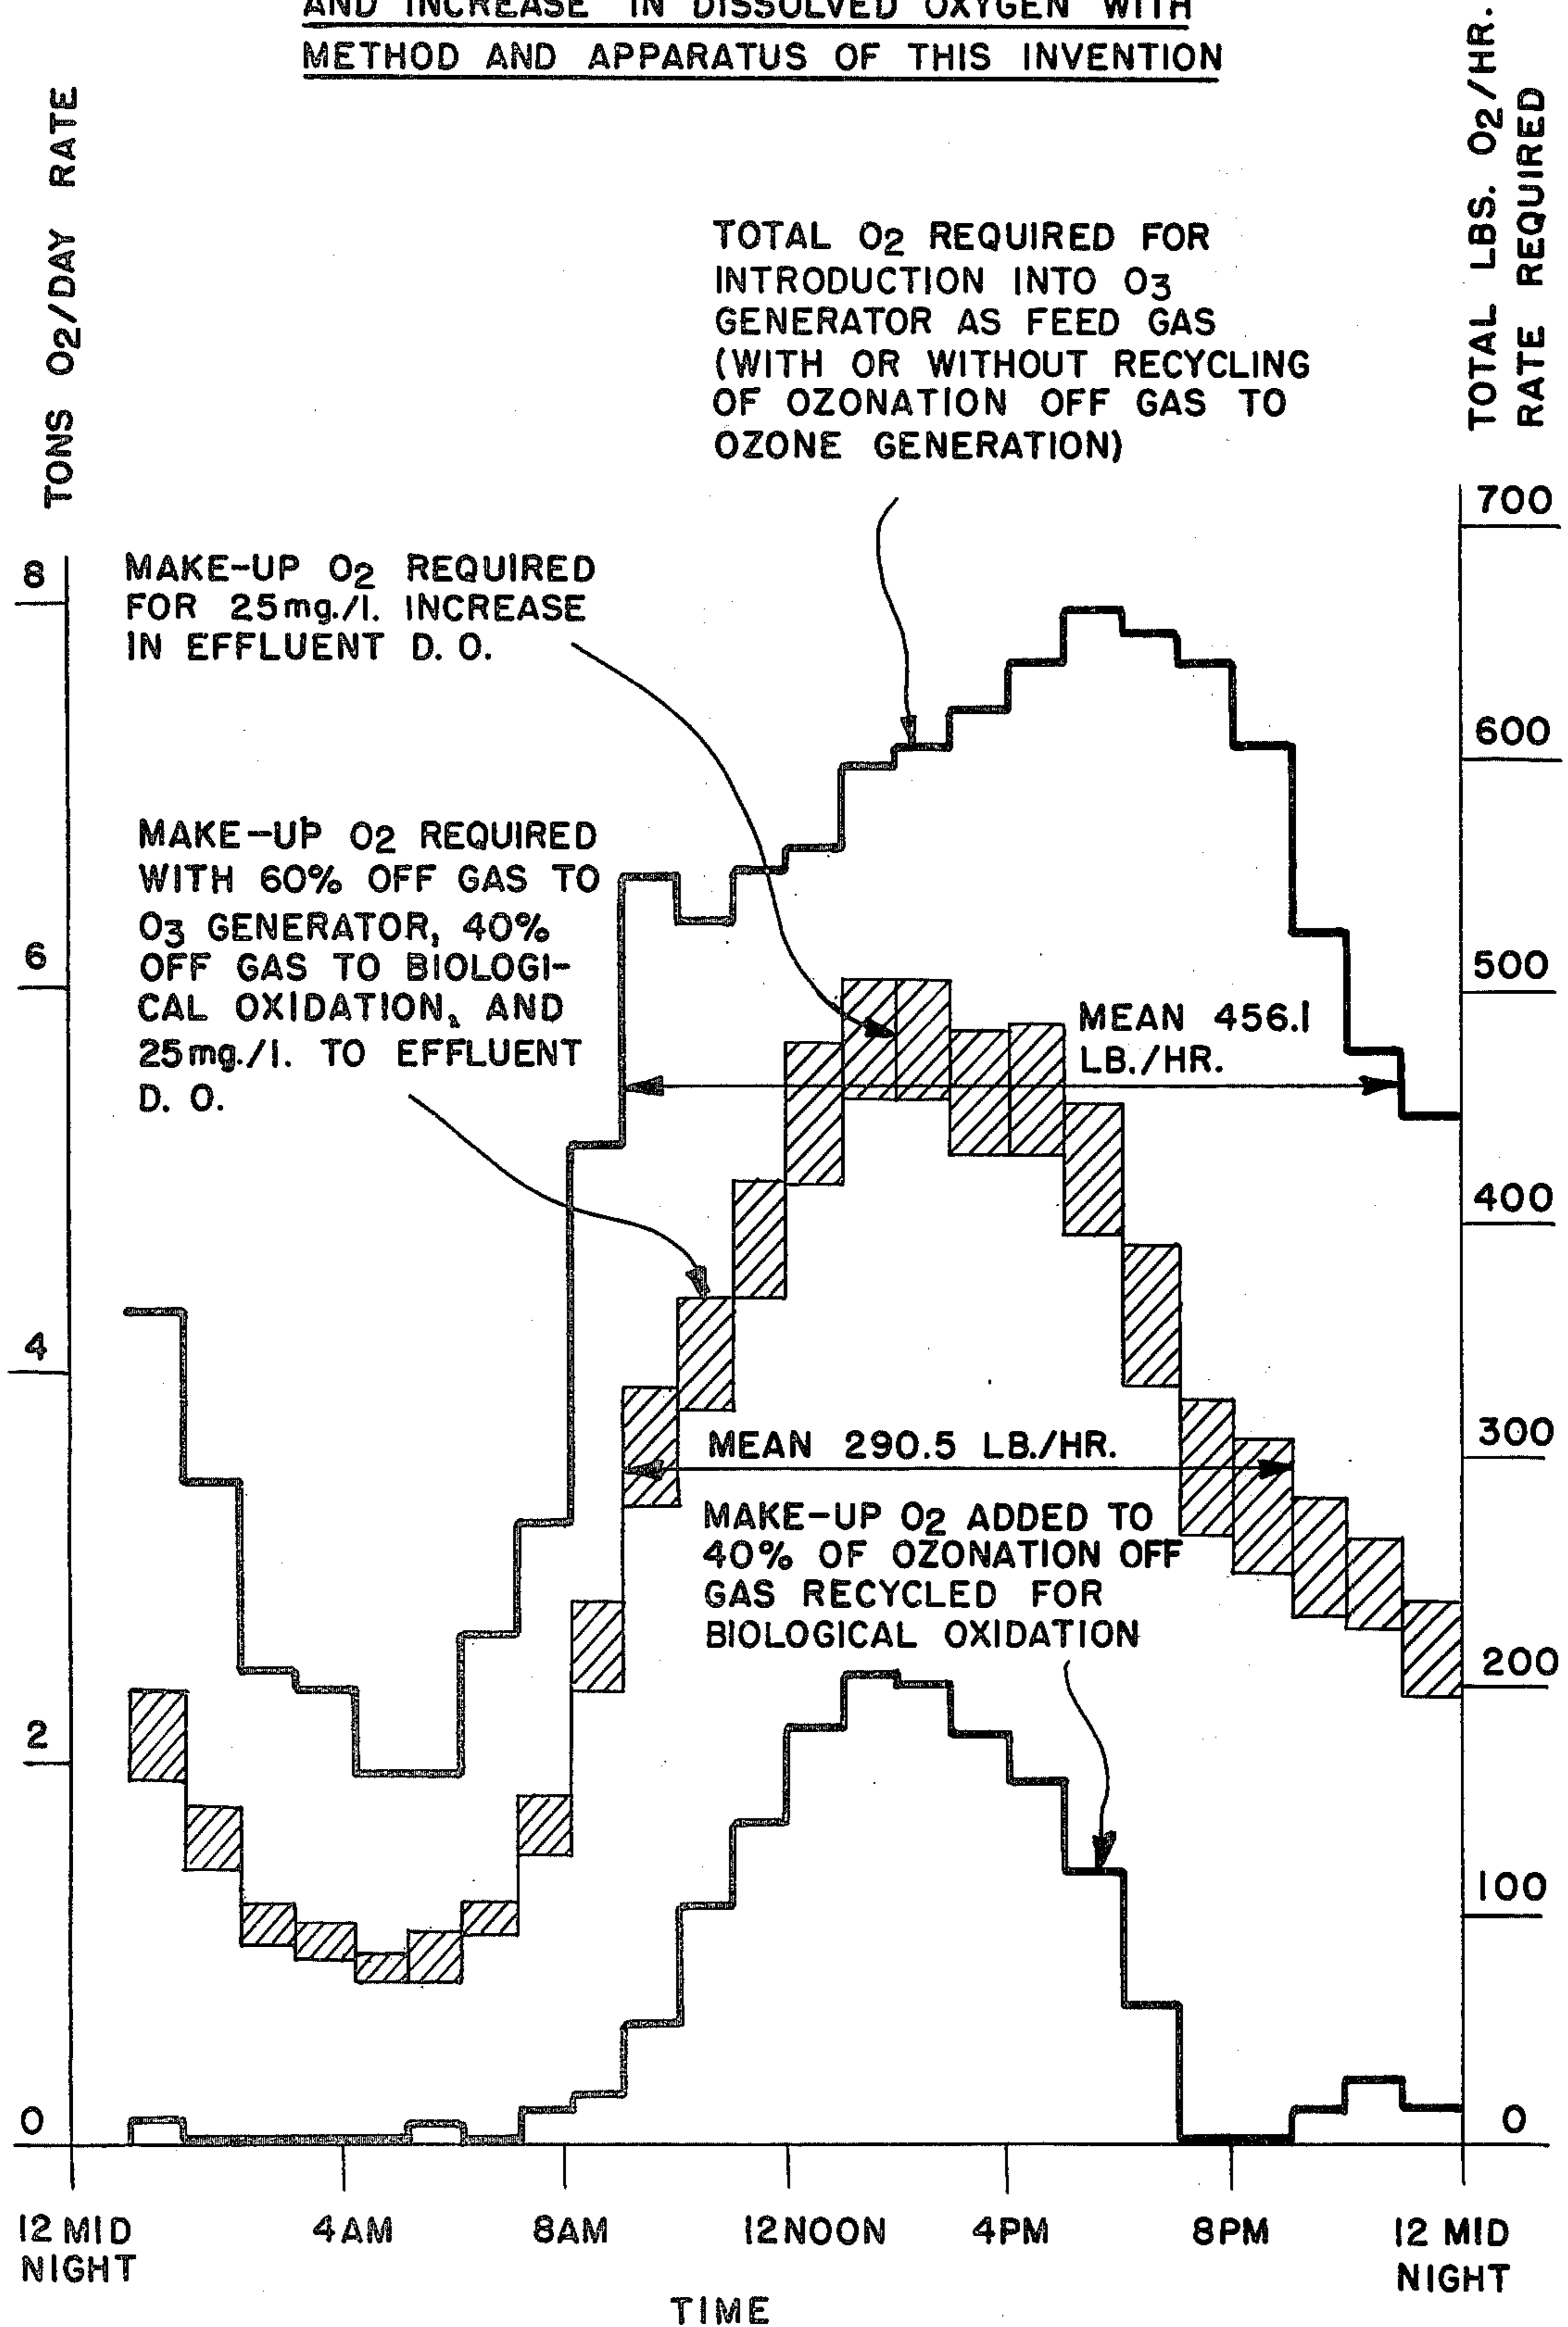 AND INCREASE IN DISSOLVED OXYGEN WITH
METHOD AND APPARATUS OF THIS INVENTION
TONS O2/DAY RATE
TOTAL LBS. O2/HR.
RATE REQUIRED
TOTAL O2 REQUIRED FOR
INTRODUCTION INTO O3
GENERATOR AS FEED GAS
(WITH OR WITHOUT RECYCLING
OF OZONATION OFF GAS TO
OZONE GENERATION)
MAKE-UP O2 REQUIRED
FOR 25mg./l. INCREASE
IN EFFLUENT D. O.
MAKE-UP O2 REQUIRED
WITH 60% OFF GAS TO
O3 GENERATOR, 40%
OFF GAS TO BIOLOGI-
CAL OXIDATION, AND
25mg./l. TO EFFLUENT
D. O.
MEAN 456.1
LB./HR.
MEAN 290.5 LB./HR.
MAKE-UP O2 ADDED TO
40% OF OZONATION OFF
GAS RECYCLED FOR
BIOLOGICAL OXIDATION
8
6
4
2
0
700
600
500
400
300
200
100
0
12 MID
NIGHT
4AM
8AM
12NOON
4PM
8PM
12 MID
NIGHT
TIME